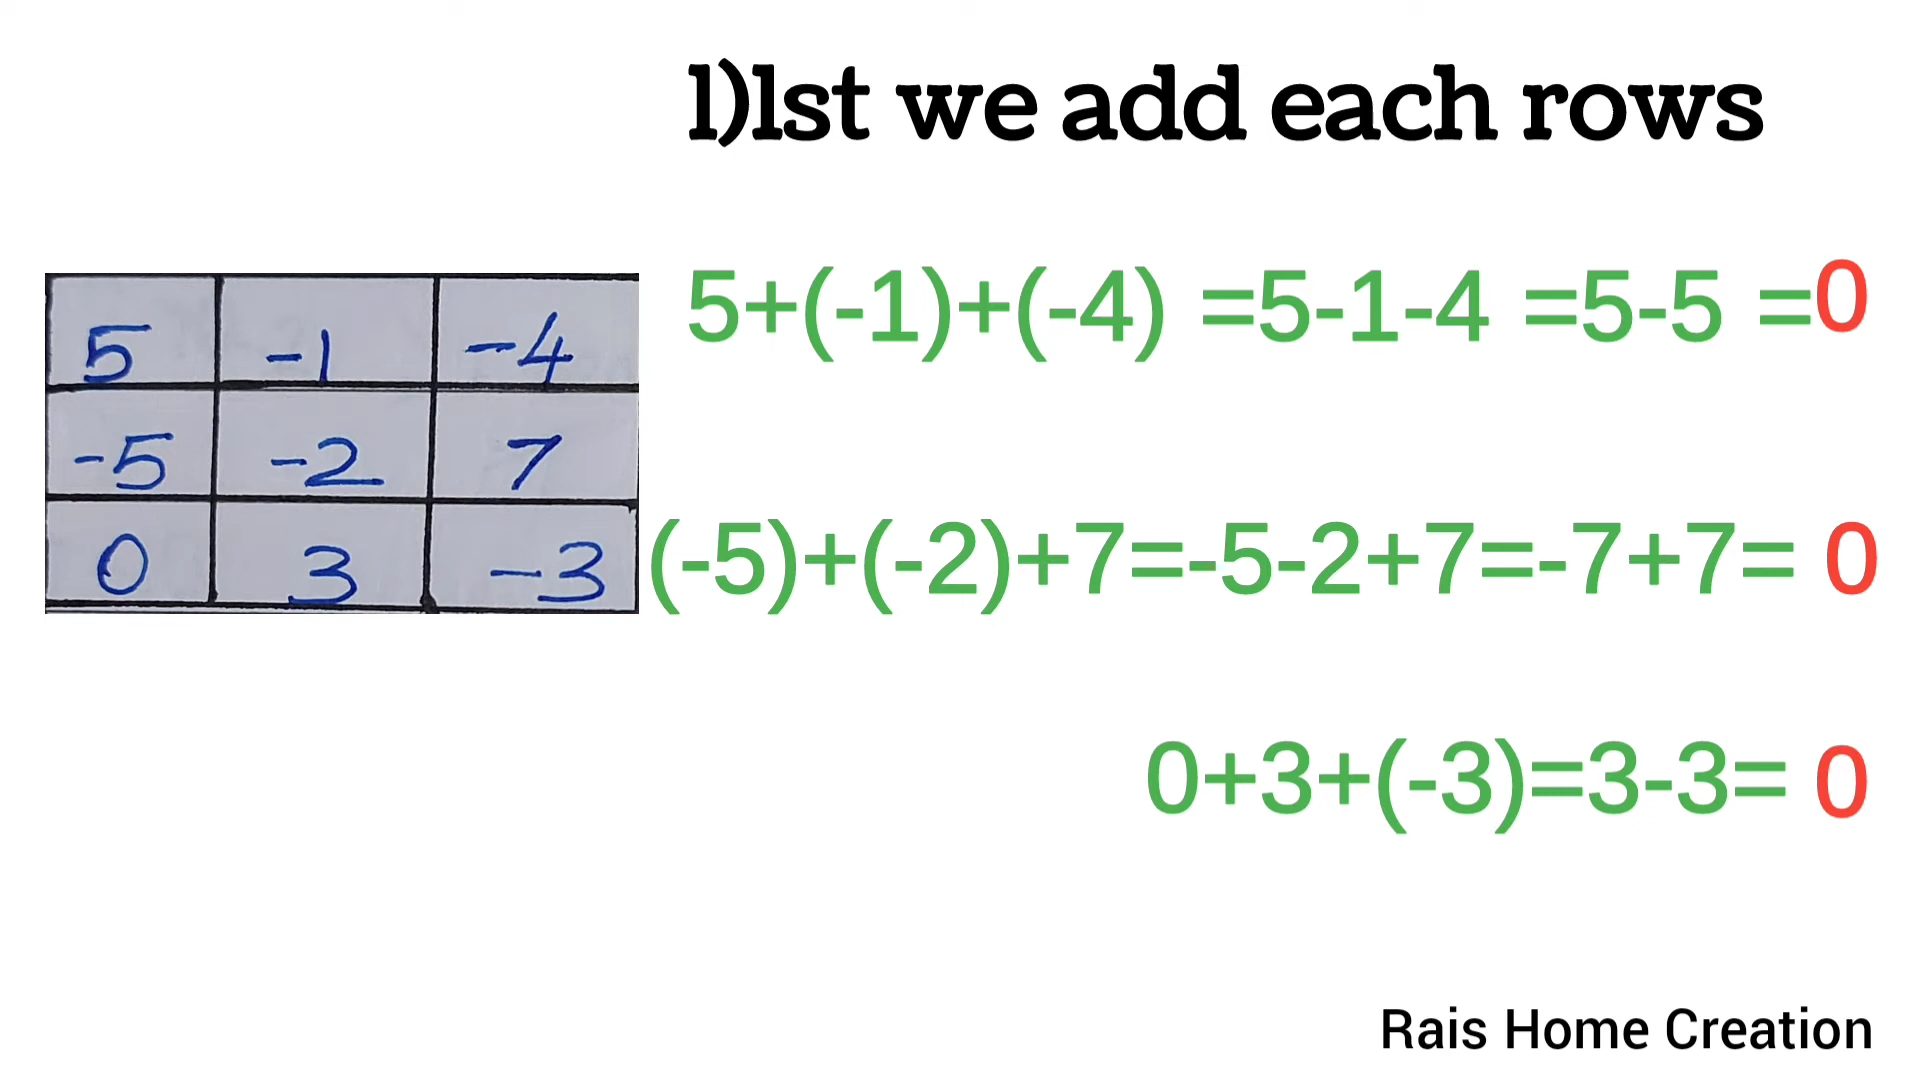 1)1st we add each rows
5+(-1)+(-4) =5-1-4 =5-5 =0
5 -1 -4
-5 -2 7
(-5)+(-2)+7=-5-2+7=-7+7= 0
0 3 -3
0+3+(-3)=3-3= 0
Rais Home Creation